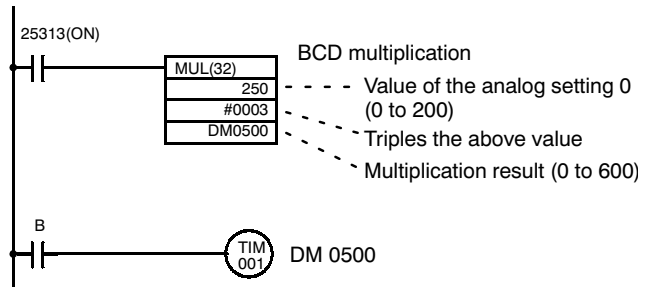 25313(ON)
BCD multiplication
MUL(32)
250
Value of the analog setting 0
(0 to 200)
#0003
Triples the above value
DM0500
Multiplication result (0 to 600)
B
TIM
001
DM 0500